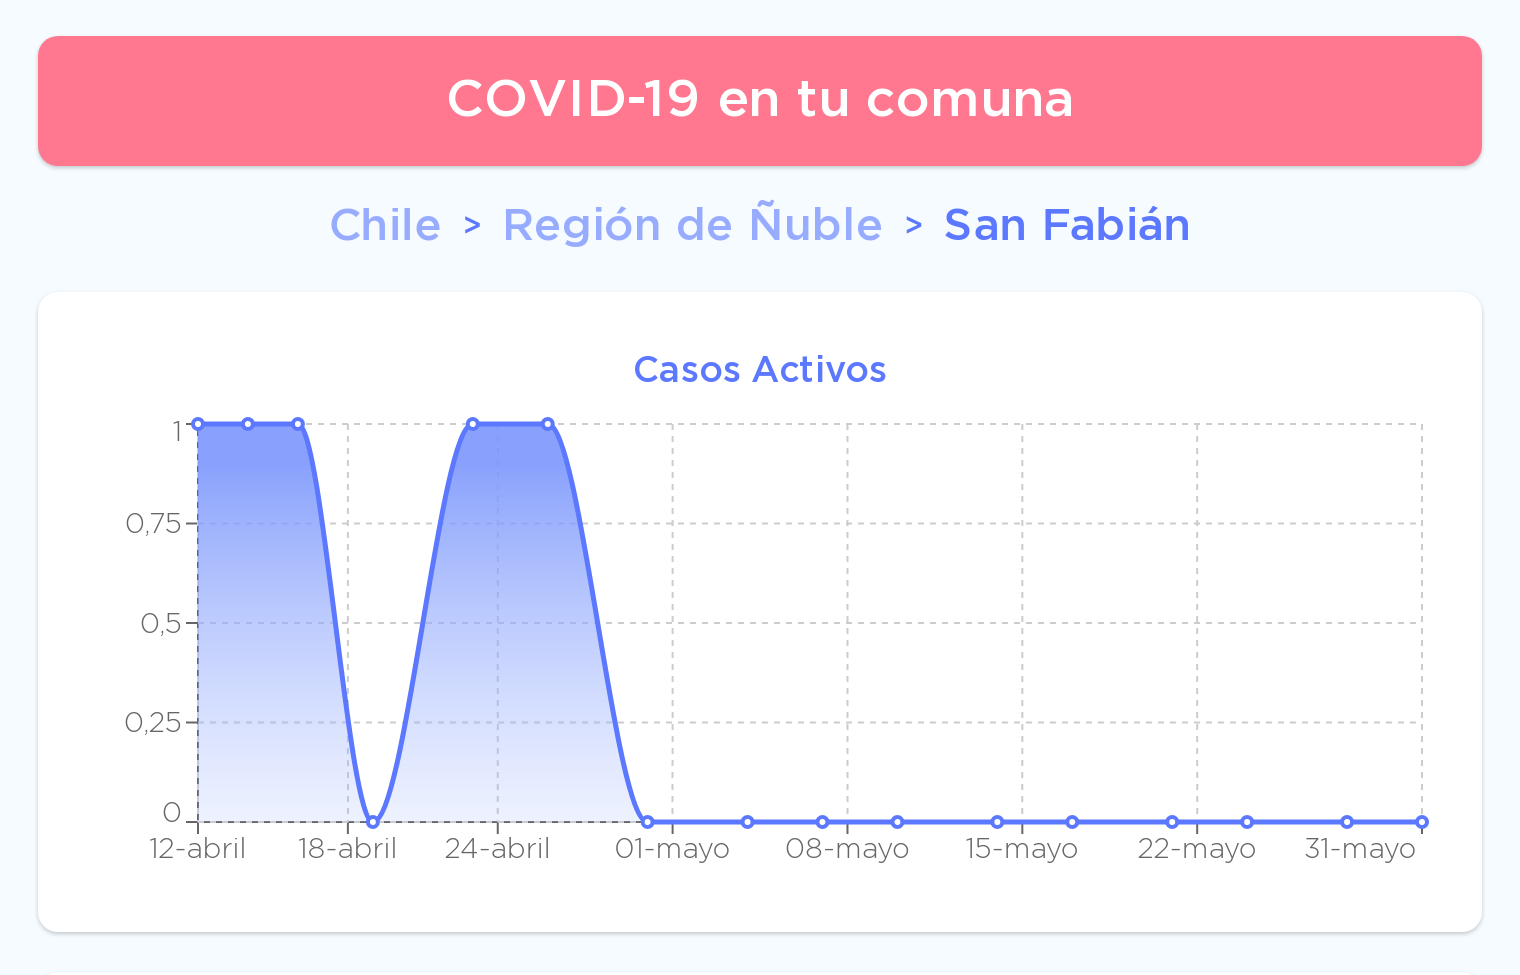 COVID-19 en tu comuna
Chile > Región de Ñuble > San Fabián
Casos Activos
1
0,75
0,5
0,25
0
12-abril 18-abril 24-abril 01-mayo 08-mayo 15-mayo 22-mayo 31-mayo